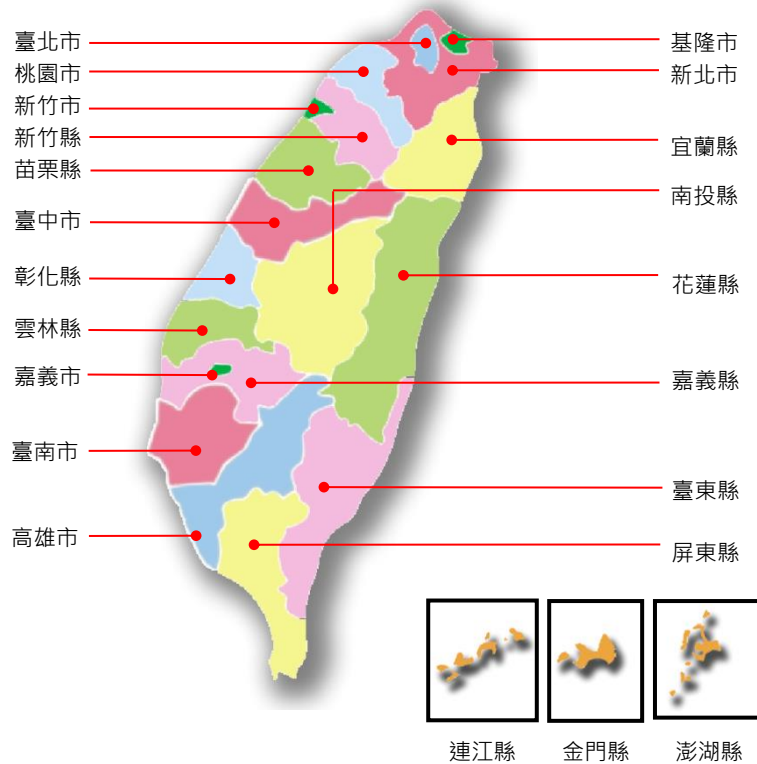 臺北市
桃園市
新竹市
新竹縣
苗栗縣
臺中市
彰化縣
雲林縣
嘉義市
臺南市
高雄市
基隆市
新北市
宜蘭縣
南投縣
花蓮縣
嘉義縣
臺東縣
屏東縣
連江縣
金門縣
澎湖縣